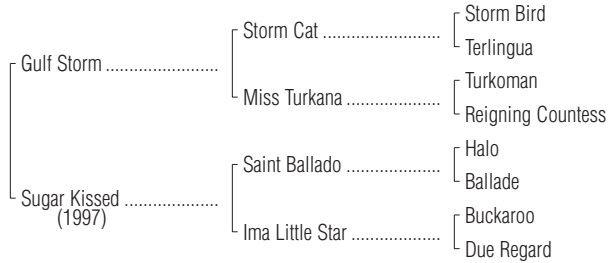 Storm Bird
Storm Cat ..............................
Terlingua
Gulf Storm .............................
Turkoman
Miss Turkana ........................
Reigning Countess
Halo
Saint Ballado ........................
Ballade
Sugar Kissed ........................
(1997)
Buckaroo
Ima Little Star ........................
Due Regard